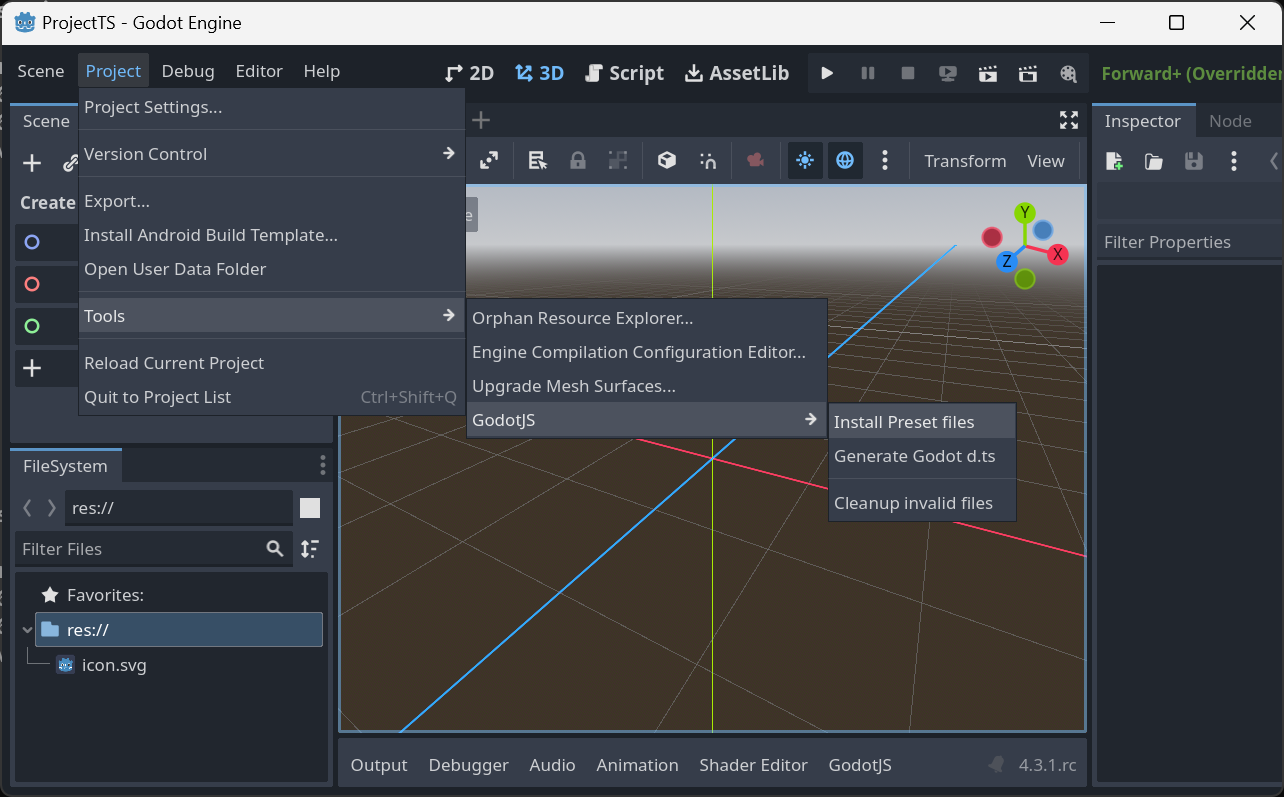 ProjectTS - Godot Engine
Scene Project Debug Editor Help 2D 3D Script AssetLib Forward+ (Overridden
Scene
Create
Project Settings...
Version Control
Export...
Install Android Build Template...
Open User Data Folder
Tools
Reload Current Project
Quit to Project List Ctrl+Shift+Q
Orphan Resource Explorer...
Engine Compilation Configuration Editor...
Upgrade Mesh Surfaces...
GodotJS
Install Preset files
Generate Godot d.ts
Cleanup invalid files
Transform View
e
Y
X
Z
Inspector Node
Filter Properties
FileSystem
res://
Filter Files
Favorites:
res://
icon.svg
Output Debugger Audio Animation Shader Editor GodotJS 4.3.1.rc